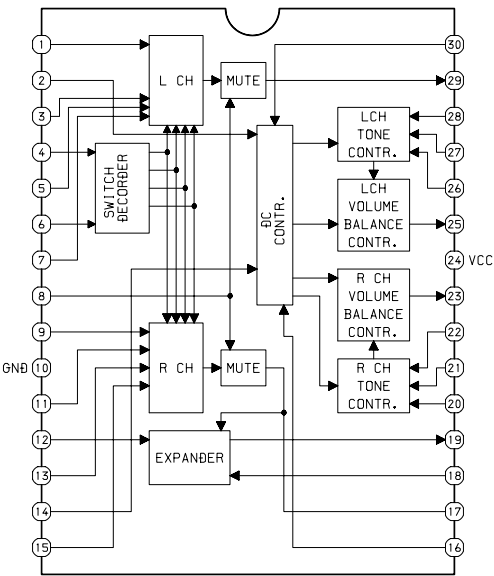 1
30
L CH
MUTE
2
29
3
28
LCH
TONE
CONTR.
4
27
SWITCH
DECORDER
5
26
DC
CONTR.
LCH
VOLUME
BALANCE
CONTR.
6
25
7
24 VCC
8
23
R CH
VOLUME
BALANCE
CONTR.
9
22
R CH
MUTE
GND 10
21
R CH
TONE
CONTR.
11
20
12
19
EXPANDER
13
18
14
17
15
16